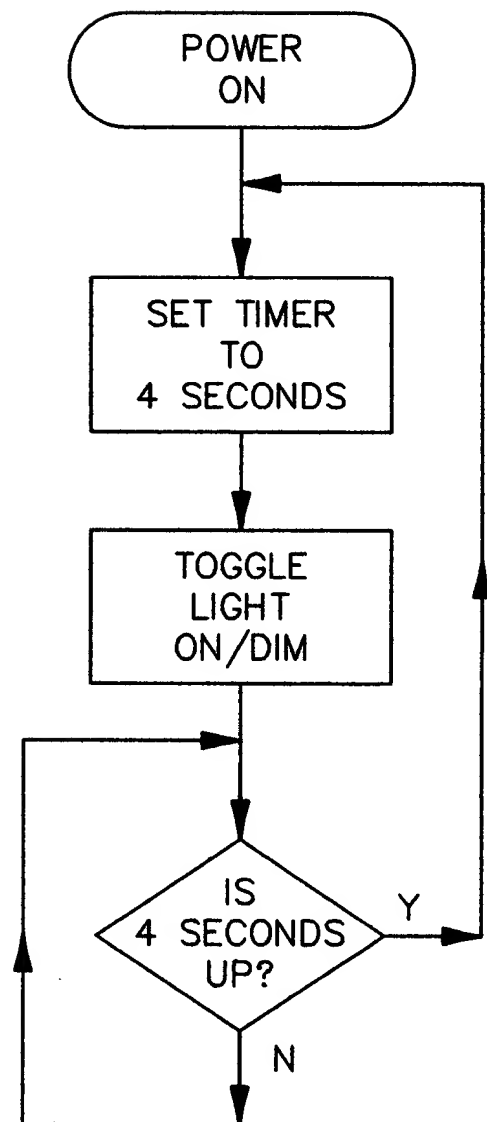 POWER
ON
SET TIMER
TO
4 SECONDS
TOGGLE
LIGHT
ON/DIM
IS
4 SECONDS
UP?
Y
N